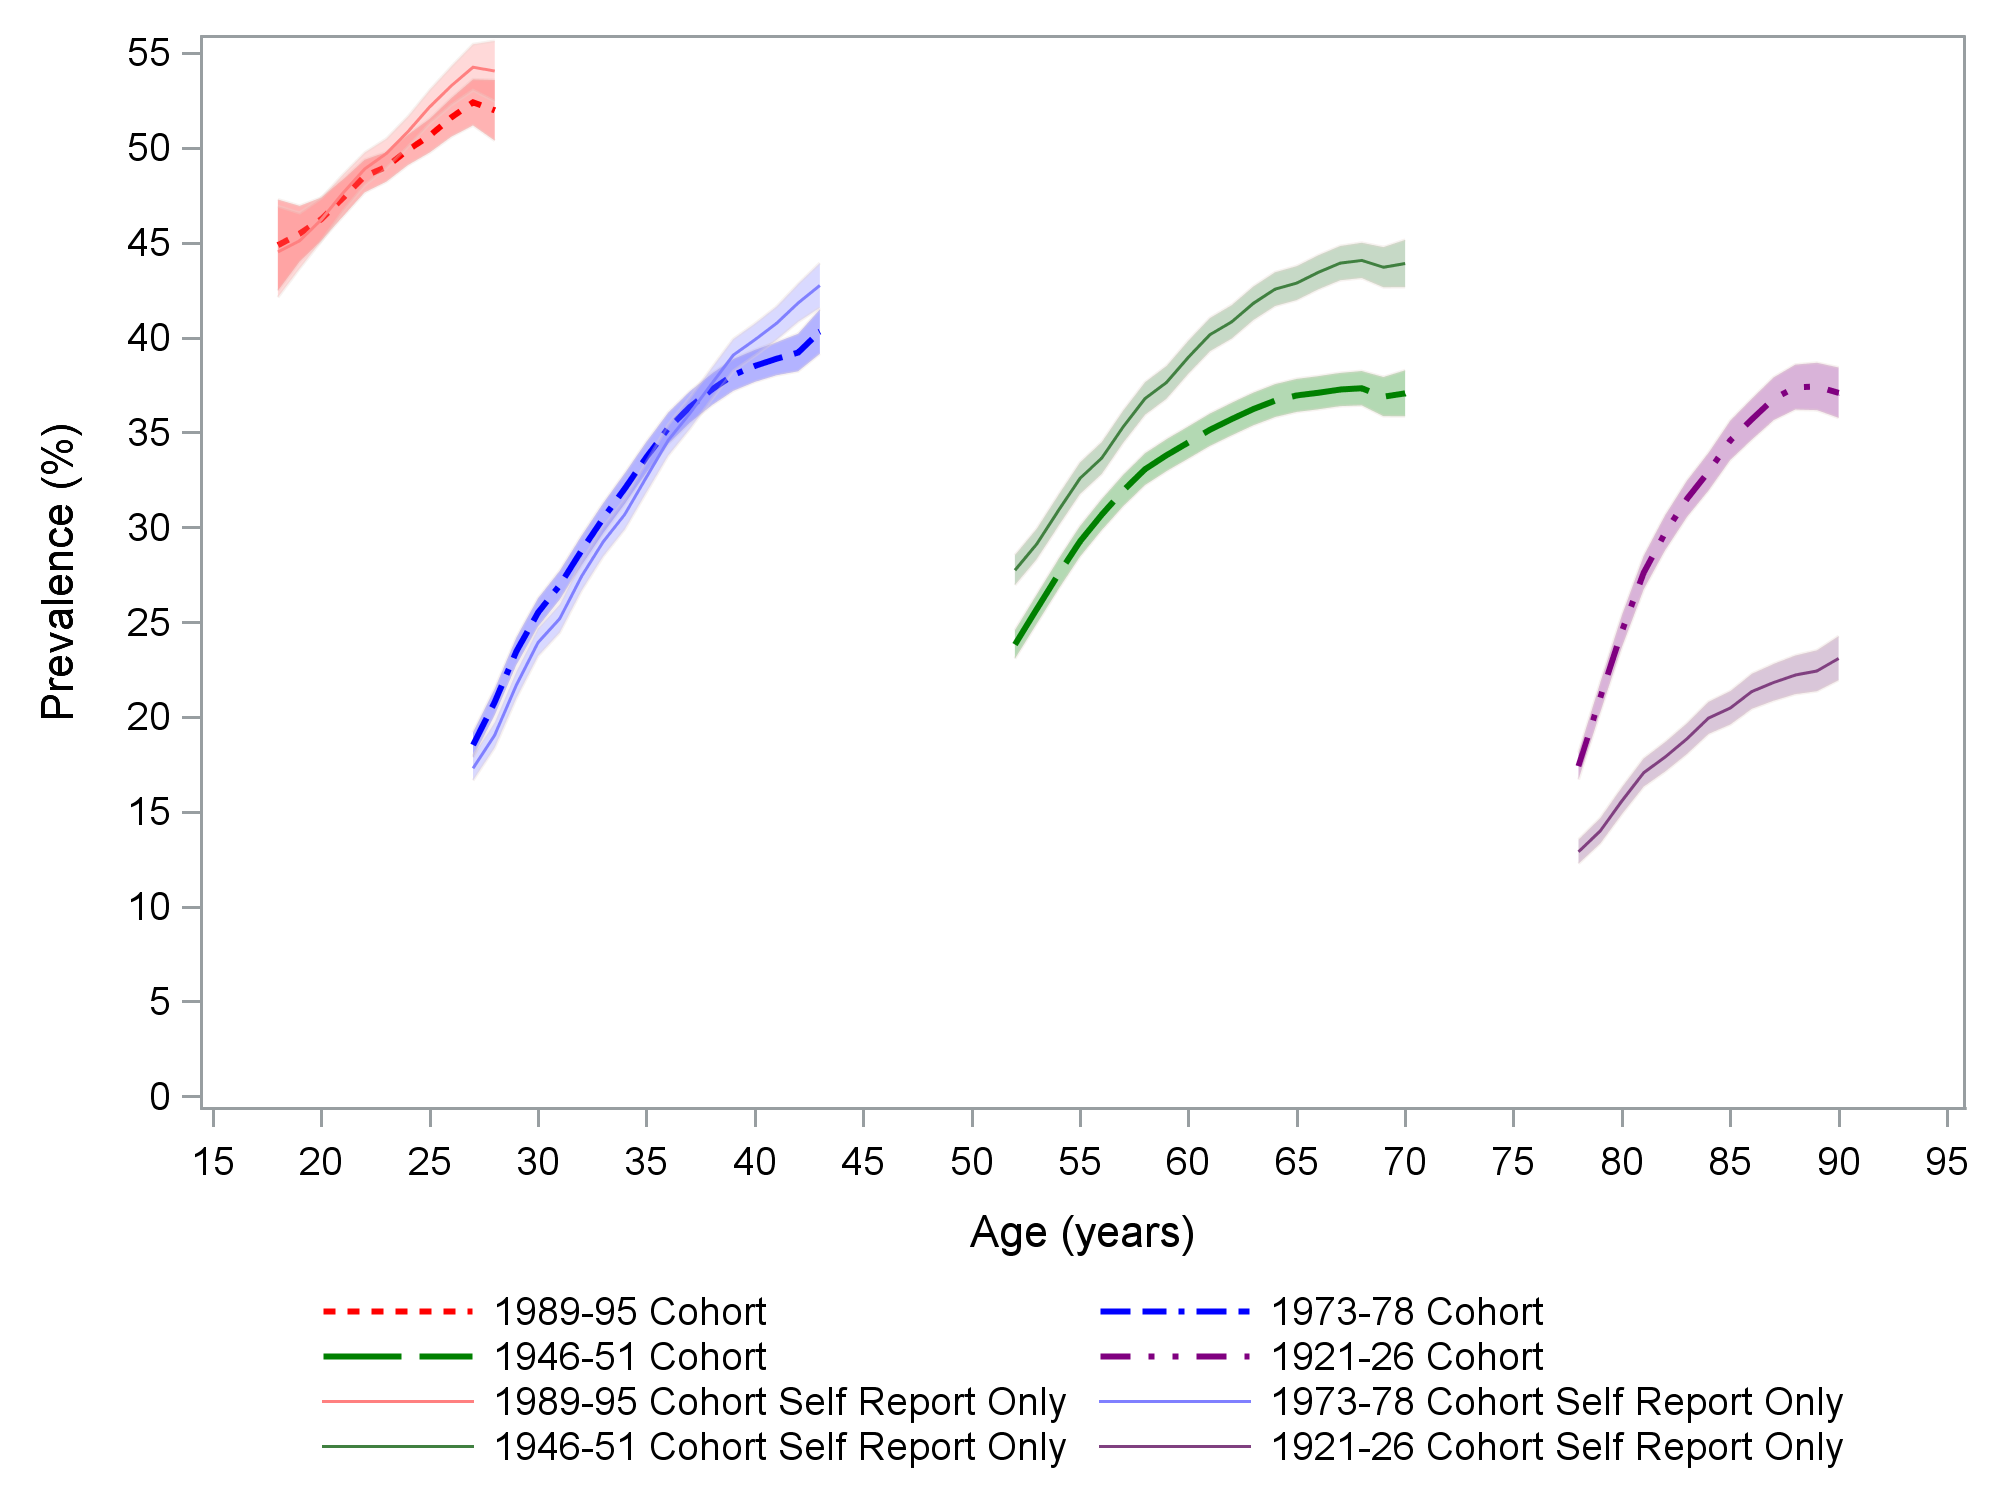 55
50
45
40
35
30
25
20
15
10
5
0
Prevalence (%)
15 20 25 30 35 40 45 50 55 60 65 70 75 80 85 90 95
Age (years)
1989-95 Cohort 1973-78 Cohort
1946-51 Cohort 1921-26 Cohort
1989-95 Cohort Self Report Only 1973-78 Cohort Self Report Only
1946-51 Cohort Self Report Only 1921-26 Cohort Self Report Only